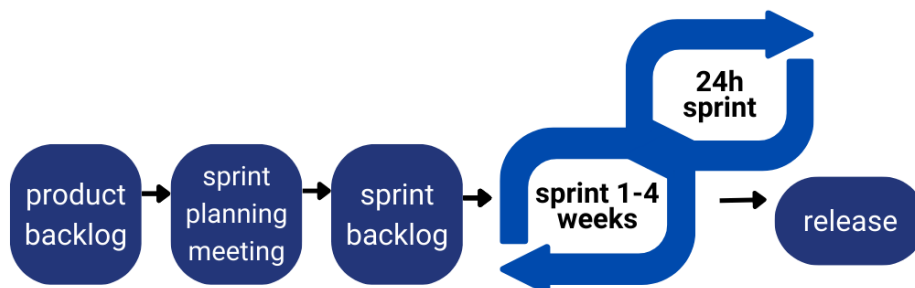 product
backlog
sprint
planning
meeting
sprint
backlog
sprint 1-4
weeks
24h
sprint
release